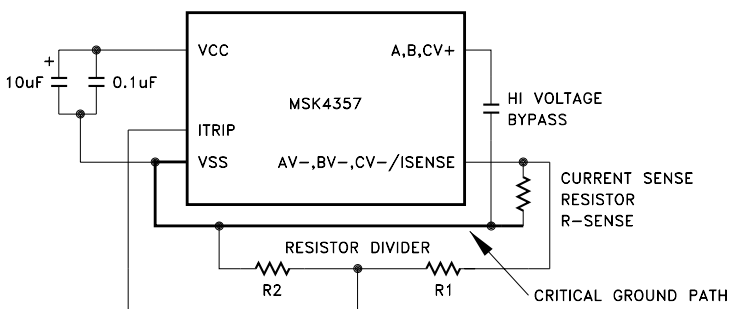 VCC
A,B,CV+
+
10uF
0.1uF
MSK4357
HI VOLTAGE
BYPASS
ITRIP
VSS
AV-,BV-,CV-/ISENSE
CURRENT SENSE
RESISTOR
R-SENSE
RESISTOR DIVIDER
R2
R1
CRITICAL GROUND PATH